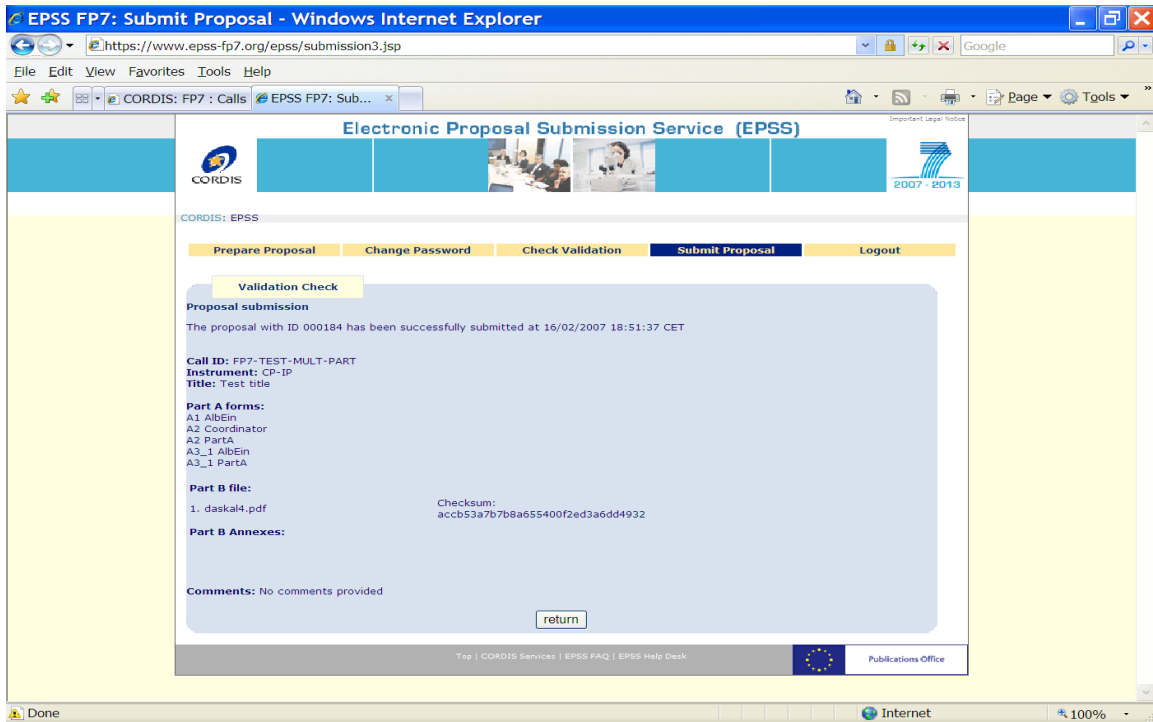 EPSS FP7: Submit Proposal - Windows Internet Explorer
https://www.epss-fp7.org/epss/submission3.jsp
Google
File Edit View Favorites Tools Help
CORDIS: FP7 : Calls
EPSS FP7: Sub...
Page
Tools
Important Legal Notice
Electronic Proposal Submission Service (EPSS)
CORDIS
2007 - 2013
CORDIS: EPSS
Prepare Proposal
Change Password
Check Validation
Submit Proposal
Logout
Validation Check
Proposal submission
The proposal with ID 000184 has been successfully submitted at 16/02/2007 18:51:37 CET
Call ID: FP7-TEST-MULT-PART
Instrument: CP-IP
Title: Test title
Part A forms:
A1 AlbEin
A2 Coordinator
A2 PartA
A3_1 AlbEin
A3_1 PartA
Part B file:
1. daskal4.pdf
Checksum:
accb53a7b7b8a655400f2ed3a6dd4932
Part B Annexes:
Comments: No comments provided
return
Top | CORDIS Services | EPSS FAQ | EPSS Help Desk
Publications Office
Done
Internet
100%